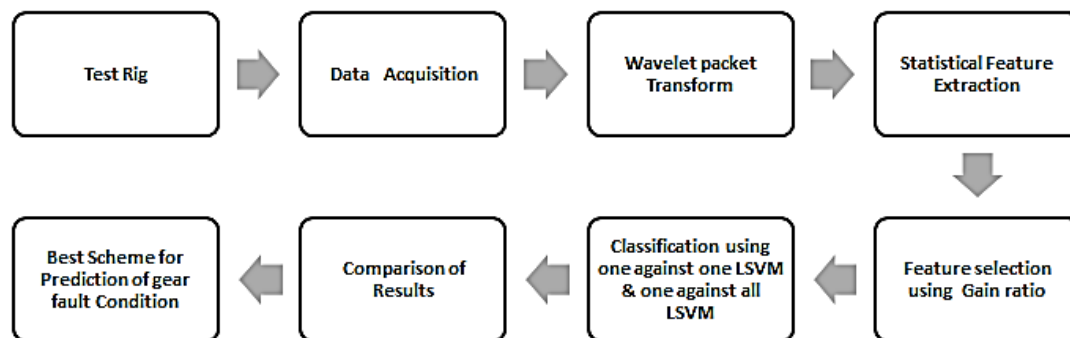 Test Rig
Data Acquisition
Wavelet packet
Transform
Statistical Feature
Extraction
Feature selection
using Gain ratio
Classification using
one against one LSVM
& one against all
LSVM
Comparison of
Results
Best Scheme for
Prediction of gear
fault Condition